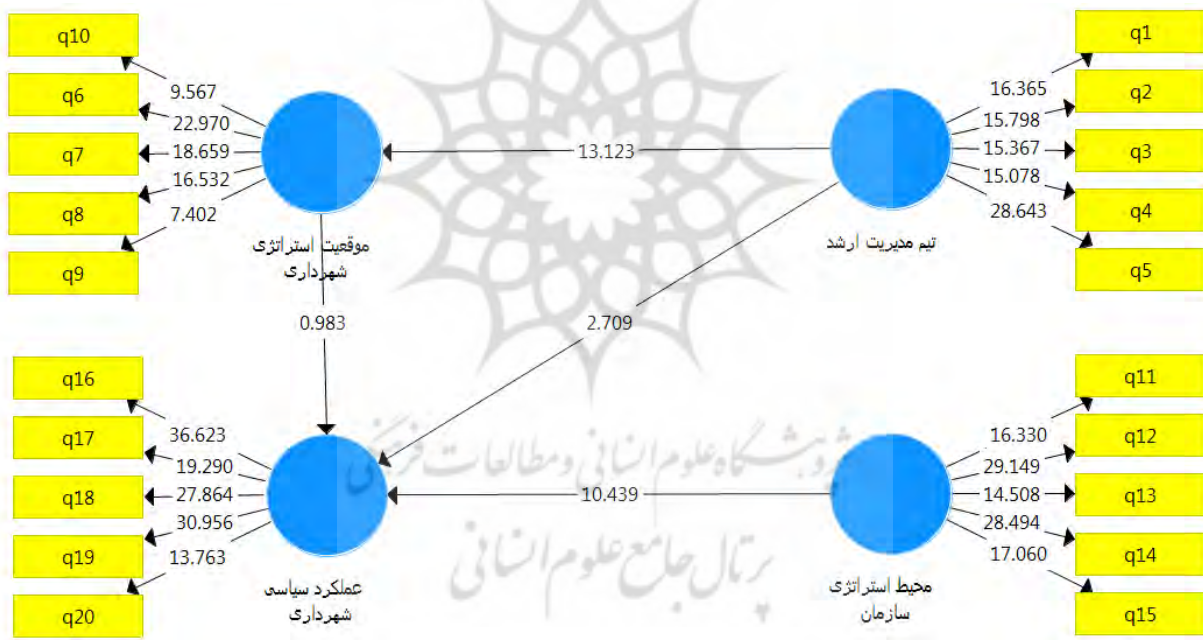 q10
q6
q7
q8
q9
9.567
22.970
18.659
16.532
7.402
موقعیت استراتژی
شهرداری
13.123
q1
q2
q3
q4
q5
16.365
15.798
15.367
15.078
28.643
تیم مدیریت ارشد
0.983
2.709
q16
q17
q18
q19
q20
36.623
19.290
27.864
30.956
13.763
عملکرد سیاسی
شهرداری
10.439
q11
q12
q13
q14
q15
16.330
29.149
14.508
28.494
17.060
محیط استراتژی
سازمان
پژوهشگاه علوم انسانی و مطالعات فرهنگی
پرتال جامع علوم انسانی